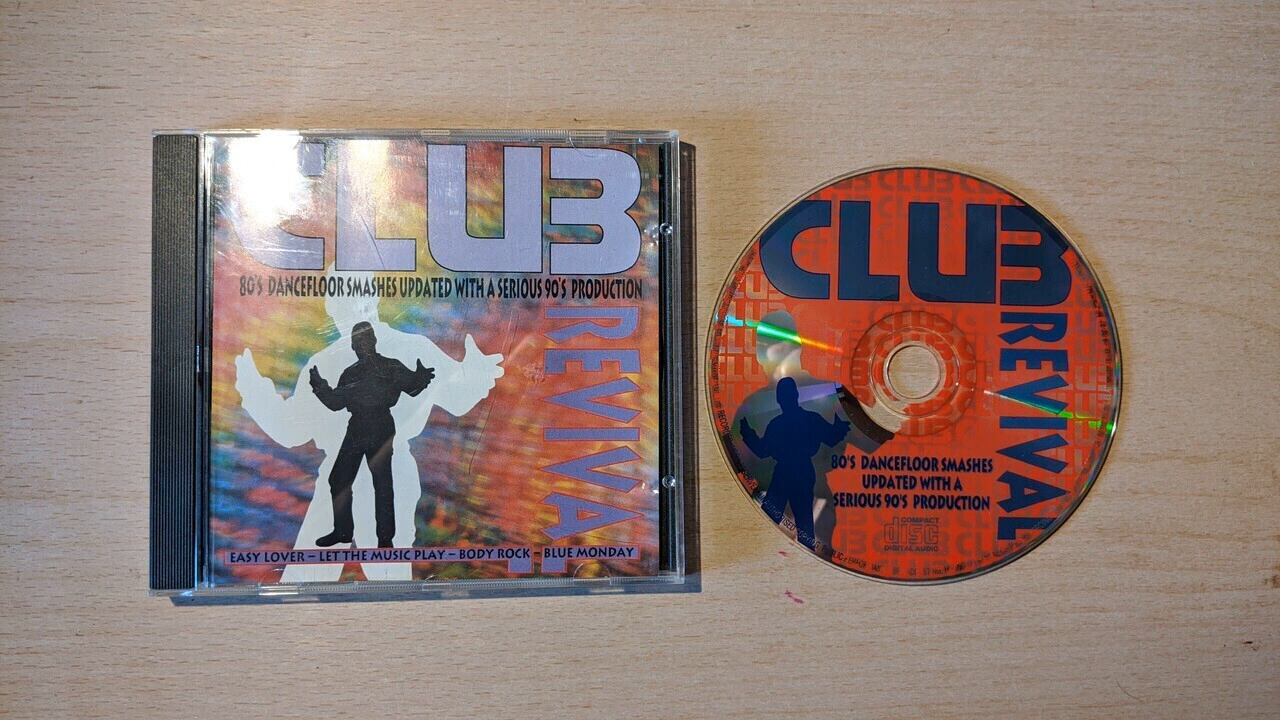 CLUB
80'S DANCEFLOOR SMASHES UPDATED WITH A SERIOUS 90'S PRODUCTION
REVIVAL
EASY LOVER – LET THE MUSIC PLAY – BODY ROCK – BLUE MONDAY
CLUB
REVIVAL
80'S DANCEFLOOR SMASHES
UPDATED WITH A
SERIOUS 90'S PRODUCTION
COMPACT
disc
DIGITAL AUDIO